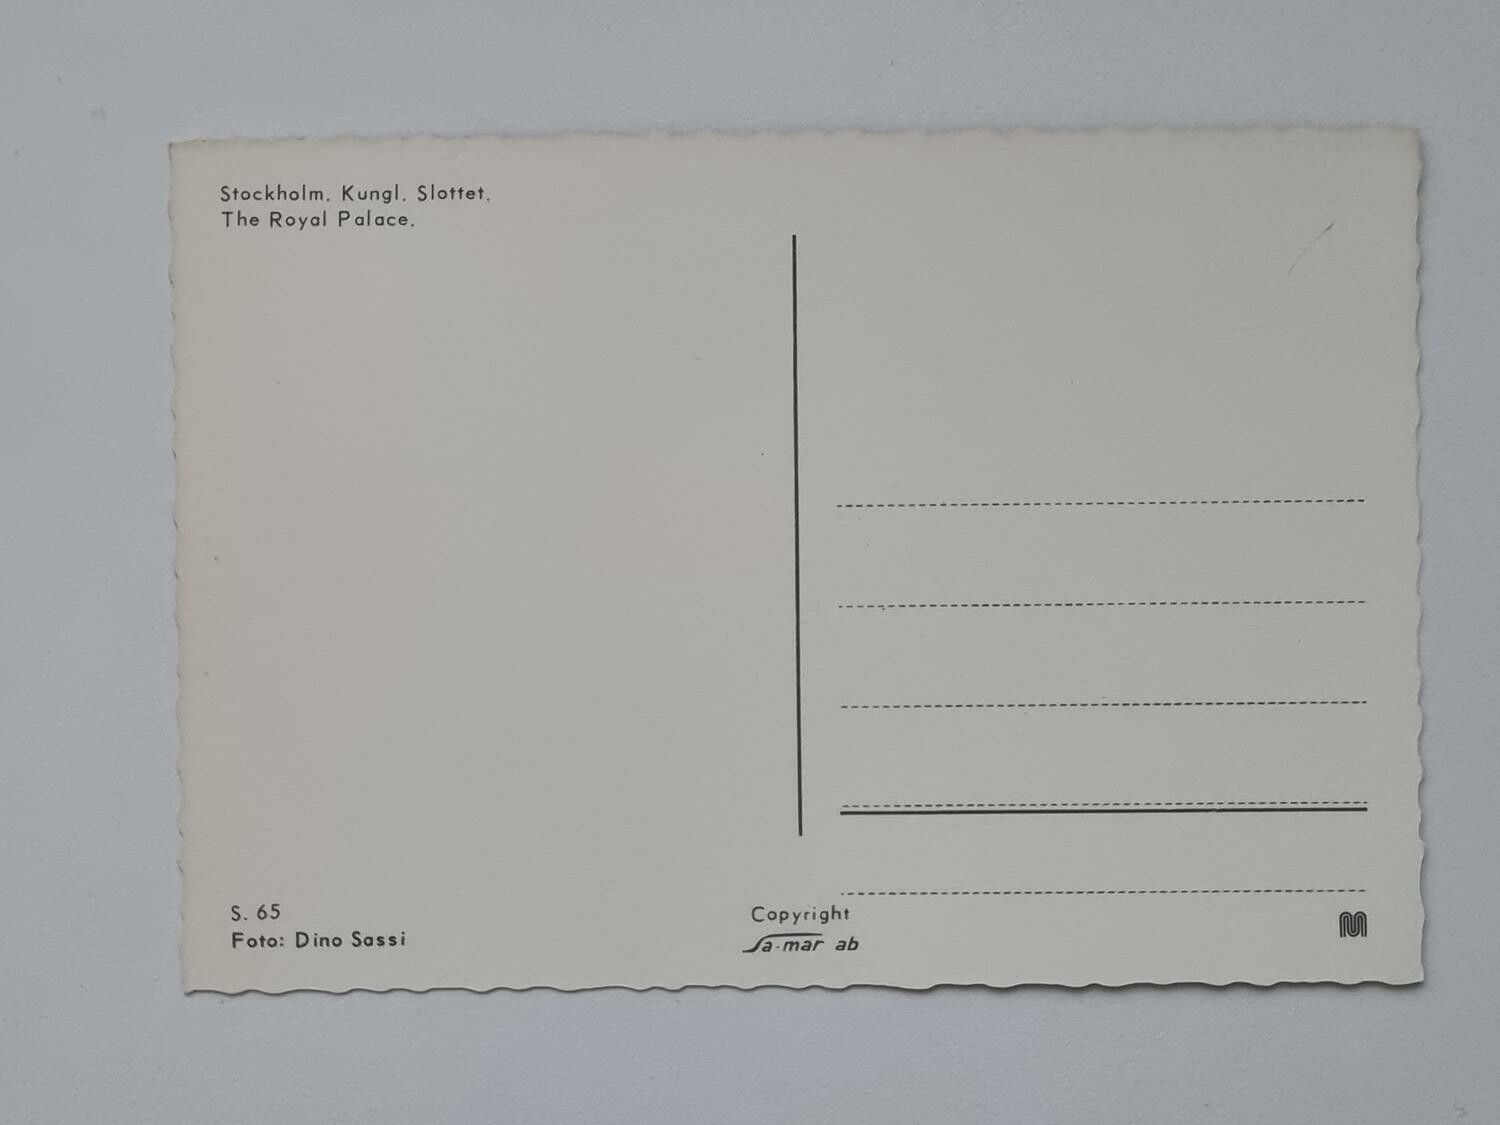 Stockholm. Kungl. Slottet.
The Royal Palace.
S. 65
Foto: Dino Sassi
Copyright
Sa-mar ab